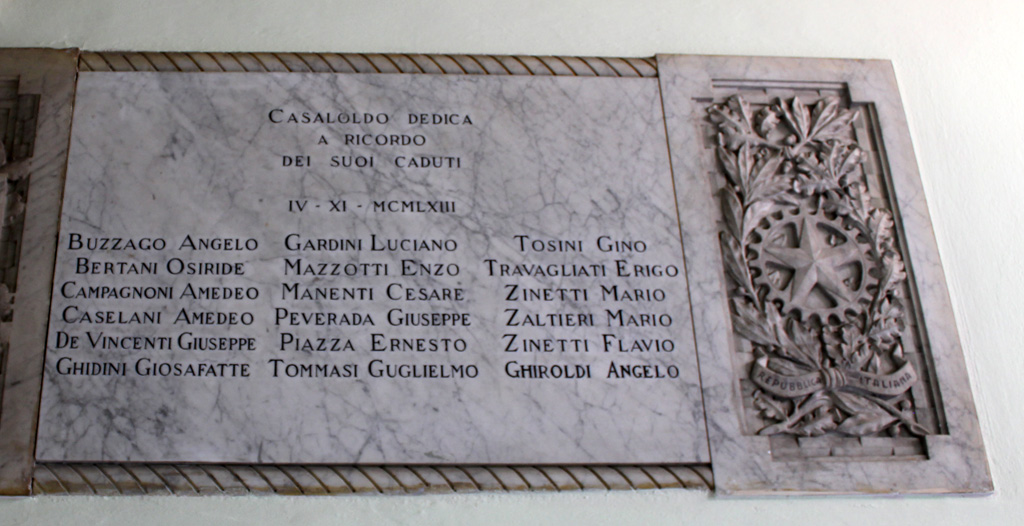 CASALOLDO DEDICA
A RICORDO
DEI SUOI CADUTI
IV - XI - MCMLXIII
BUZZAGO ANGELO
BERTANI OSIRIDE
CAMPAGNONI AMEDEO
CASELANI AMEDEO
DE VINCENTI GIUSEPPE
GHIDINI GIOSAFATTE
GARDINI LUCIANO
MAZZOTTI ENZO
MANENTI CESARE
PEVERADA GIUSEPPE
PIAZZA ERNESTO
TOMMASI GUGLIELMO
TOSINI GINO
TRAVAGLIATI ERIGO
ZINETTI MARIO
ZALTIERI MARIO
ZINETTI FLAVIO
GHIROLDI ANGELO
REPUBBLICA ITALIANA